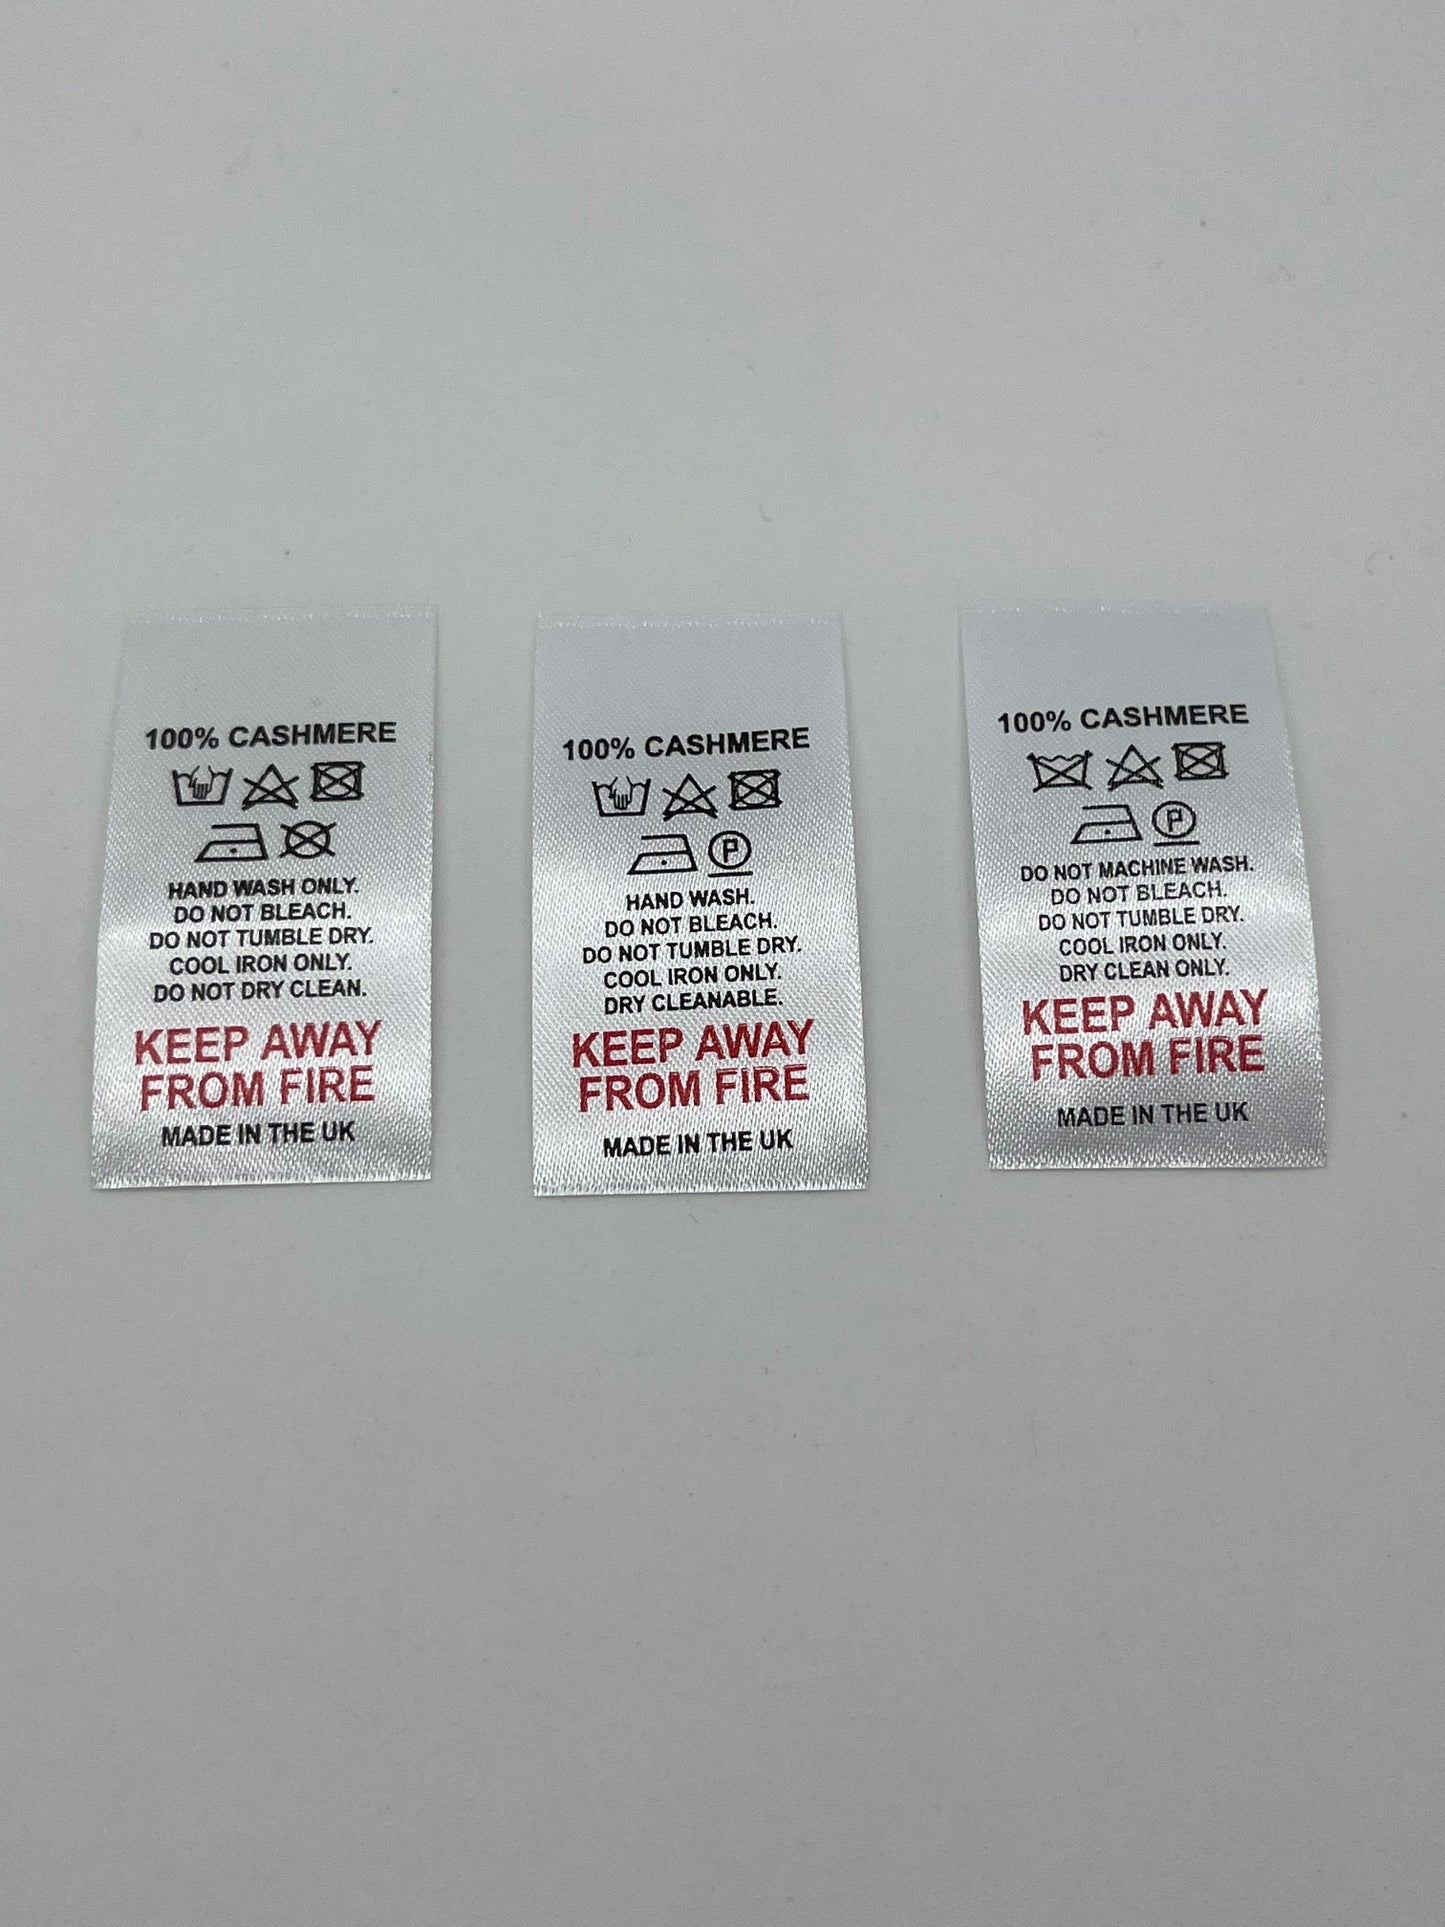 100% CASHMERE
HAND WASH ONLY.
DO NOT BLEACH.
DO NOT TUMBLE DRY.
COOL IRON ONLY.
DO NOT DRY CLEAN.
KEEP AWAY
FROM FIRE
MADE IN THE UK
100% CASHMERE
P
HAND WASH.
DO NOT BLEACH.
DO NOT TUMBLE DRY.
COOL IRON ONLY.
DRY CLEANABLE.
KEEP AWAY
FROM FIRE
MADE IN THE UK
100% CASHMERE
P
DO NOT MACHINE WASH.
DO NOT BLEACH.
DO NOT TUMBLE DRY.
COOL IRON ONLY.
DRY CLEAN ONLY.
KEEP AWAY
FROM FIRE
MADE IN THE UK